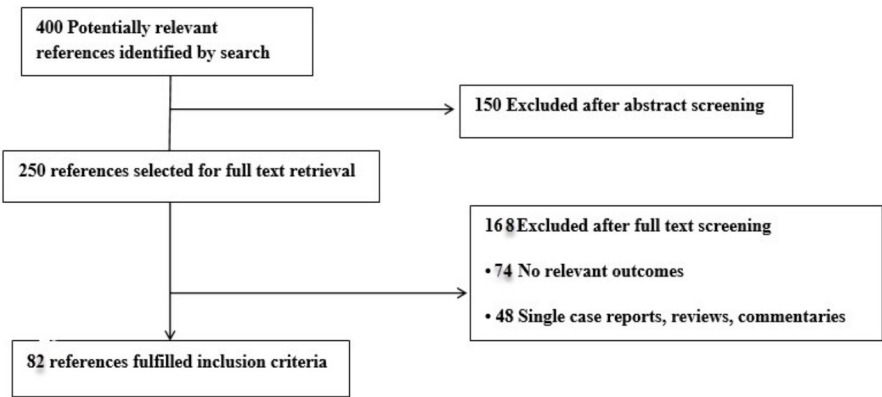 400 Potentially relevant
references identified by search
150 Excluded after abstract screening
250 references selected for full text retrieval
168Excluded after full text screening
• 74 No relevant outcomes
• 48 Single case reports, reviews, commentaries
82 references fulfilled inclusion criteria